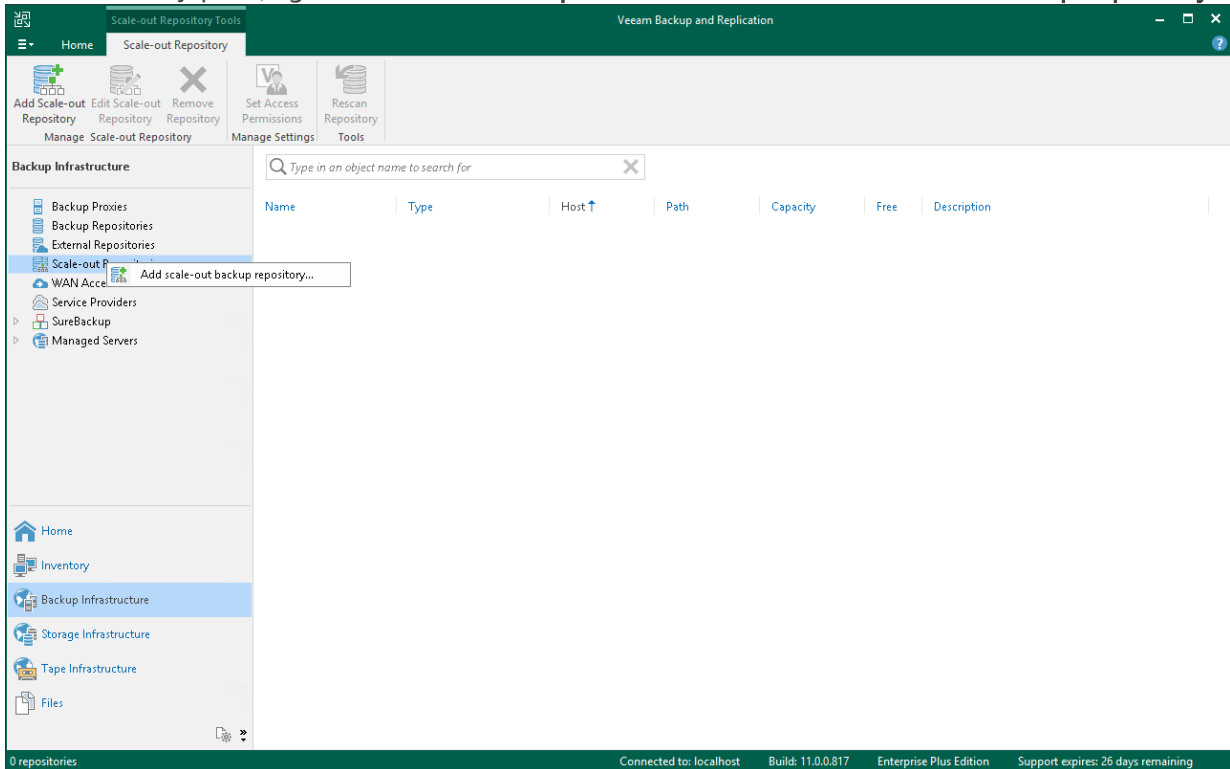 Scale-out Repository Tools
Veeam Backup and Replication
Home Scale-out Repository
Add Scale-out Repository
Edit Scale-out Repository
Remove Repository
Set Access Permissions
Rescan Repository
Manage Scale-out Repository Manage Settings Tools
Backup Infrastructure
Type in an object name to search for
Name Type Host Path Capacity Free Description
Backup Proxies
Backup Repositories
External Repositories
Scale-out
Add scale-out backup repository...
WAN Acce
Service Providers
SureBackup
Managed Servers
Home
Inventory
Backup Infrastructure
Storage Infrastructure
Tape Infrastructure
Files
0 repositories Connected to: localhost Build: 11.0.0.817 Enterprise Plus Edition Support expires: 26 days remaining